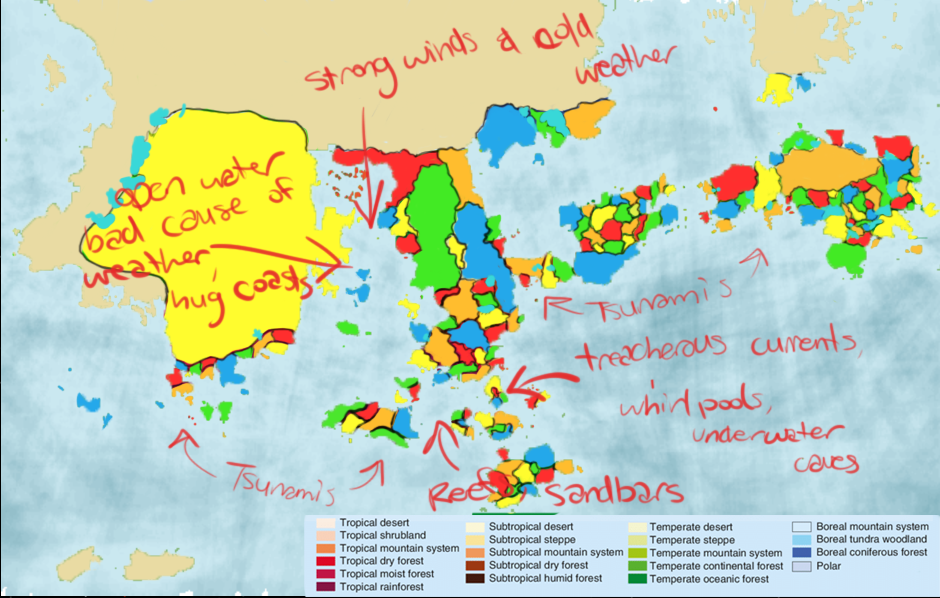 strong winds & cold
weather
open water
bad cause of
weather,
hug coasts
Tsunamis
treacherous currents,
whirlpools,
underwater
caves
Tsunamis
Reefs, Sandbars
Tropical desert
Tropical shrubland
Tropical mountain system
Tropical dry forest
Tropical moist forest
Tropical rainforest
Subtropical desert
Subtropical steppe
Subtropical mountain system
Subtropical dry forest
Subtropical humid forest
Temperate desert
Temperate steppe
Temperate mountain system
Temperate continental forest
Temperate oceanic forest
Boreal mountain system
Boreal tundra woodland
Boreal coniferous forest
Polar